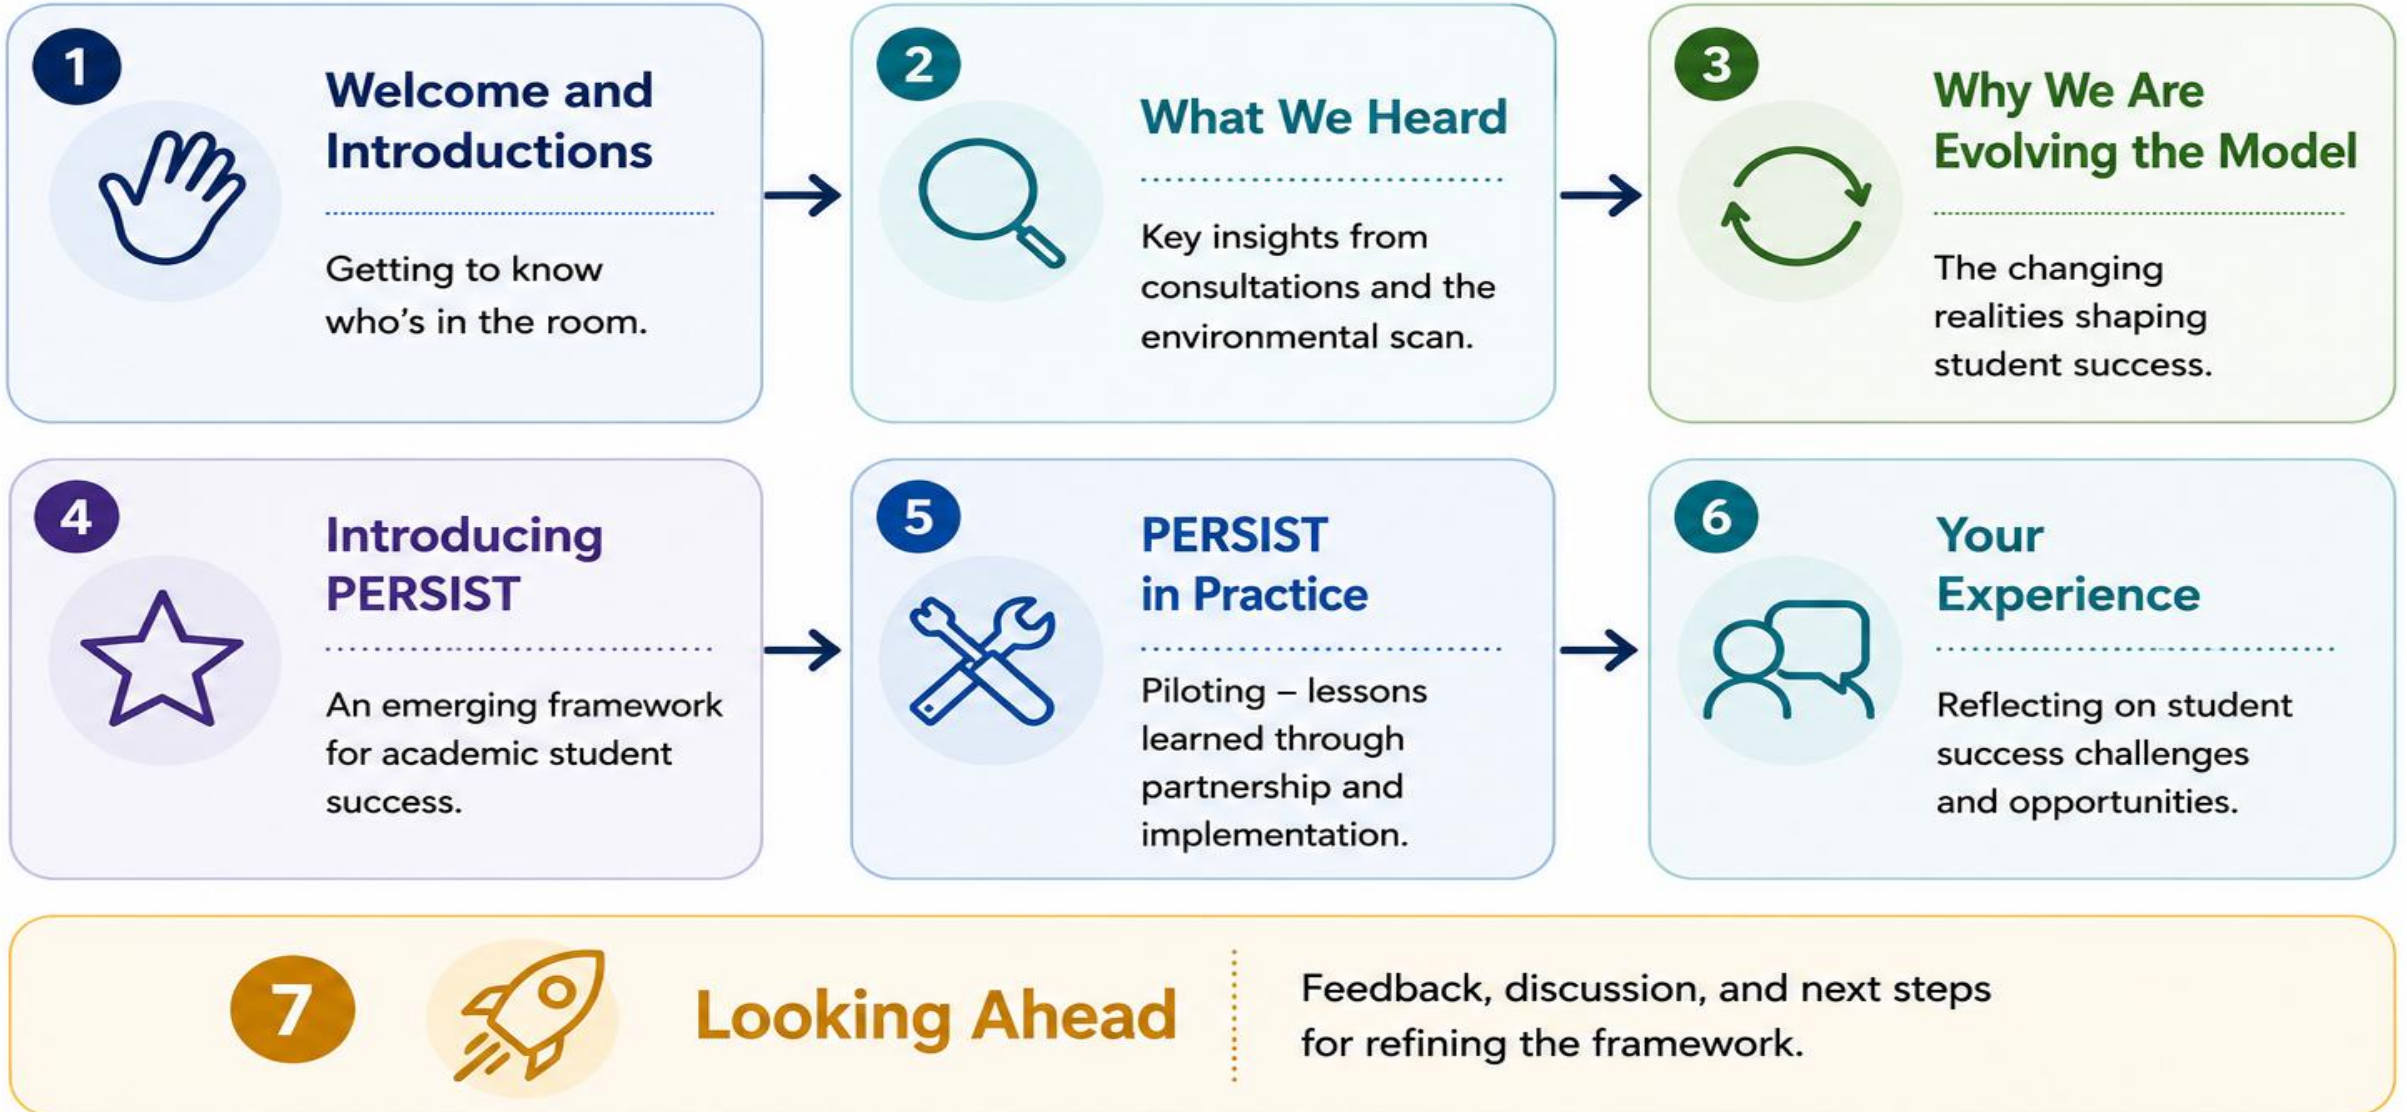 1
Welcome and
Introductions
Getting to know
who’s in the room.
2
What We Heard
Key insights from
consultations and the
environmental scan.
3
Why We Are
Evolving the Model
The changing
realities shaping
student success.
4
Introducing
PERSIST
An emerging framework
for academic student
success.
5
PERSIST
in Practice
Piloting – lessons
learned through
partnership and
implementation.
6
Your
Experience
Reflecting on student
success challenges
and opportunities.
7
Looking Ahead
Feedback, discussion, and next steps
for refining the framework.